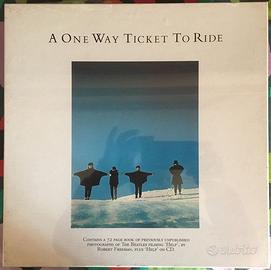 A ONE WAY TICKET TO RIDE
CONTAINS A 72 PAGE BOOK OF PREVIOUSLY UNPUBLISHED
PHOTOGRAPHS OF THE BEATLES FILMING 'HELP', BY
ROBERT FREEMAN, PLUS 'HELP' ON CD.
subito